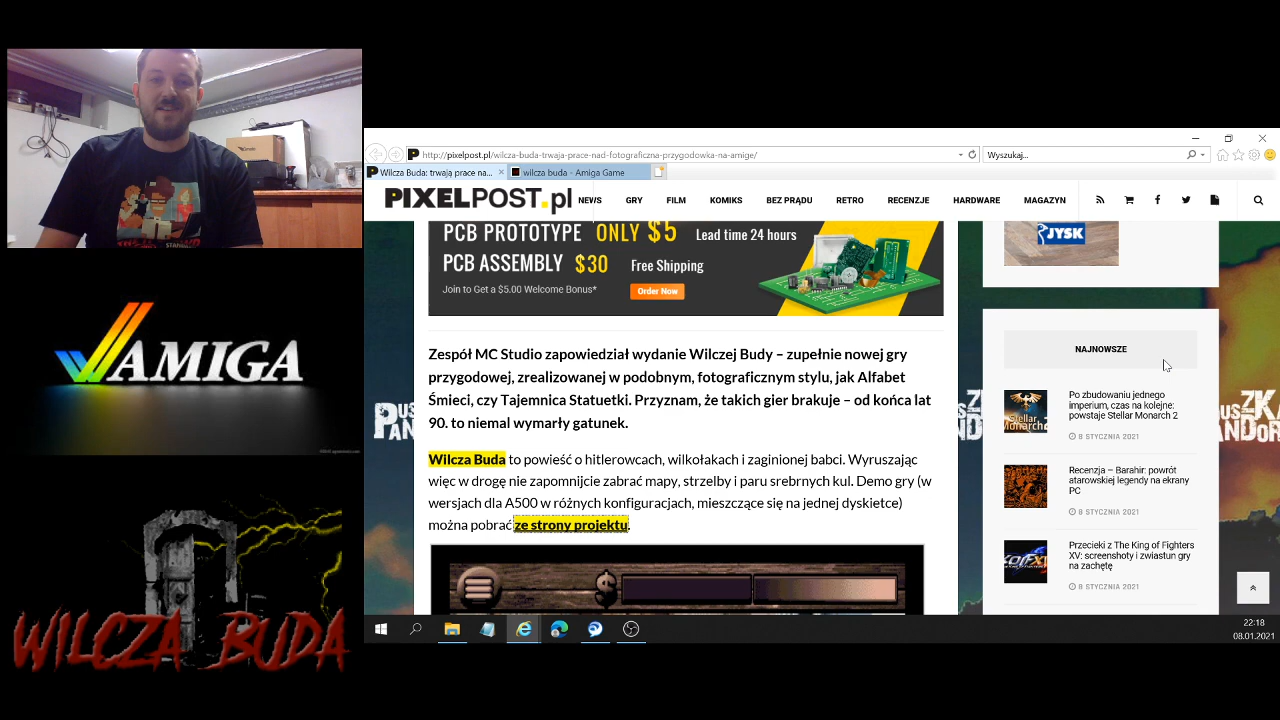 AMIGA
WILCZA BUDA
http://pixelpost.pl/wilcza-buda-trwaja-prace-nad-fotograficzna-przygodowka-na-amige/
Wyszukaj...
Wilcza Buda: trwają prace na...
wilcza buda - Amiga Game
PIXELPOST.pl
NEWS GRY FILM KOMIKS BEZ PRĄDU RETRO RECENZJE HARDWARE MAGAZYN
PCB PROTOTYPE ONLY $5 Lead time 24 hours
PCB ASSEMBLY $30 Free Shipping
Join to Get a $5.00 Welcome Bonus*
Order Now
JYSK
Zespół MC Studio zapowiedział wydanie Wilczej Budy – zupełnie nowej gry
przygodowej, zrealizowanej w podobnym, fotograficznym stylu, jak Alfabet
Śmieci, czy Tajemnica Statuetki. Przyznam, że takich gier brakuje – od końca lat
90. to niemal wymarły gatunek.
Wilcza Buda to powieść o hitlerowcach, wilkołakach i zaginionej babci. Wyruszając
więc w drogę nie zapomnijcie zabrać mapy, strzelby i paru srebrnych kul. Demo gry (w
wersjach dla A500 w różnych konfiguracjach, mieszczące się na jednej dyskietce)
można pobrać ze strony projektu.
$
NAJNOWSZE
Po zbudowaniu jednego
imperium, czas na kolejne:
powstaje Stellar Monarch 2
8 STYCZNIA 2021
Recenzja – Barahir: powrót
atarowskiej legendy na ekrany
PC
8 STYCZNIA 2021
Przecieki z The King of Fighters
XV: screenshoty i zwiastun gry
na zachętę
8 STYCZNIA 2021
22:18
08.01.2021